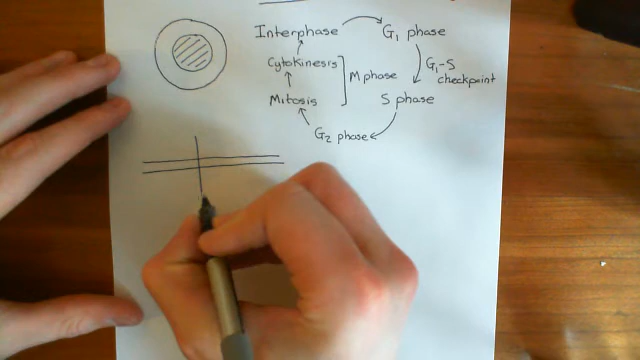 Interphase
G₁ phase
Cytokinesis
M phase
G₁-S
checkpoint
Mitosis
S phase
G₂ phase